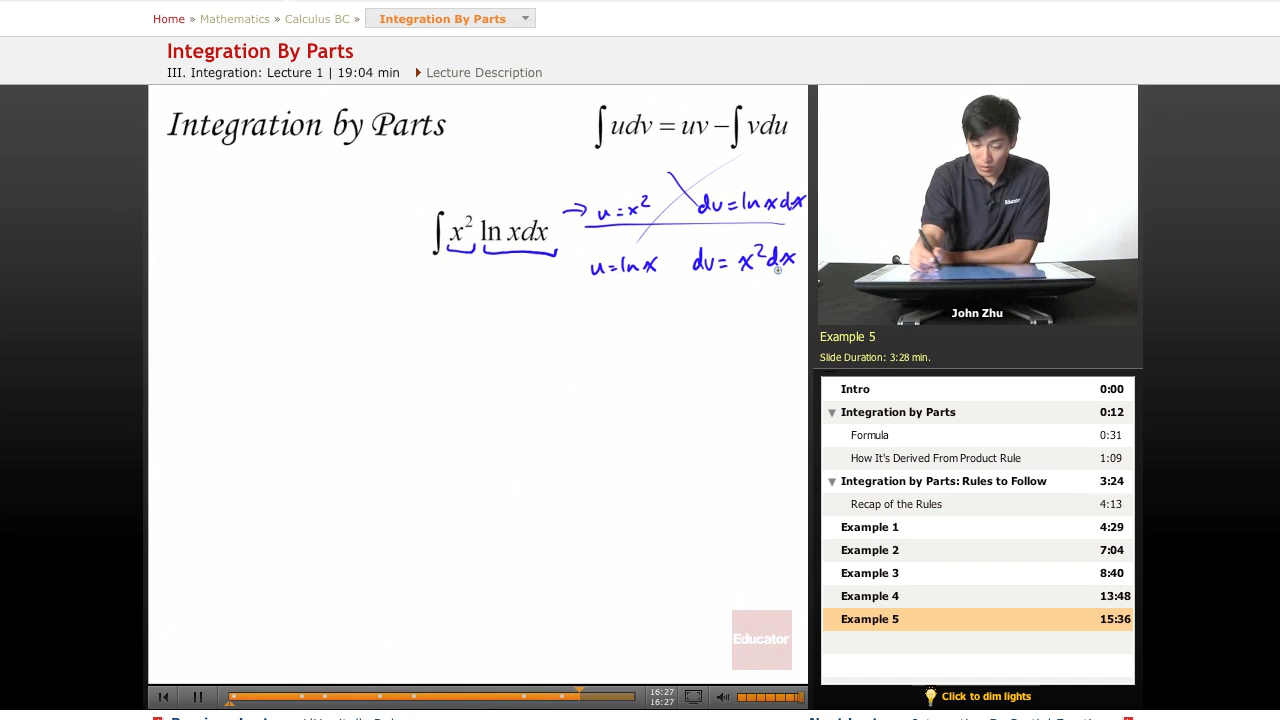 Home » Mathematics » Calculus BC » Integration By Parts
Integration By Parts
III. Integration: Lecture 1 | 19:04 min Lecture Description
Integration by Parts
∫udv = uv − ∫vdu
∫x² ln xdx
→ u = x² dv = ln x dx
u = ln x dv = x² dx
Educator
Educator
John Zhu
Example 5
Slide Duration: 3:28 min.
Intro 0:00
Integration by Parts 0:12
Formula 0:31
How It's Derived From Product Rule 1:09
Integration by Parts: Rules to Follow 3:24
Recap of the Rules 4:13
Example 1 4:29
Example 2 7:04
Example 3 8:40
Example 4 13:48
Example 5 15:36
16:27
16:27
Click to dim lights